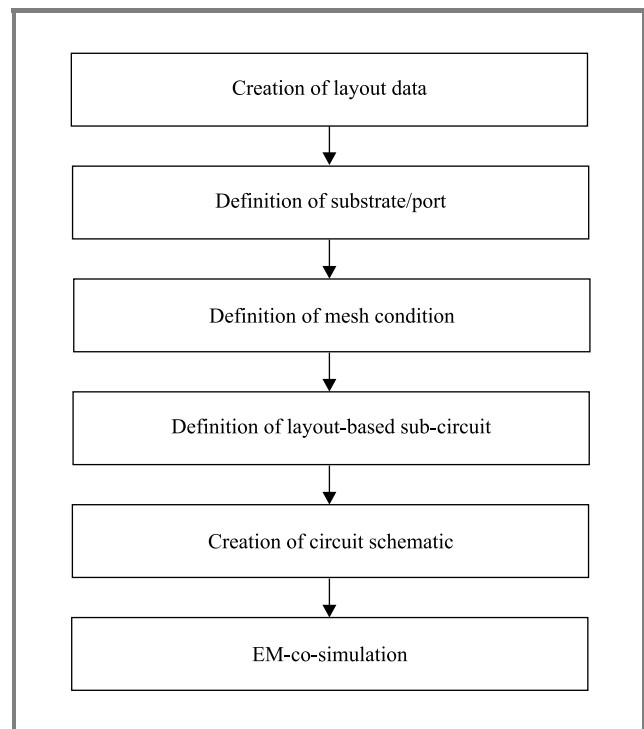 Creation of layout data
Definition of substrate/port
Definition of mesh condition
Definition of layout-based sub-circuit
Creation of circuit schematic
EM-co-simulation